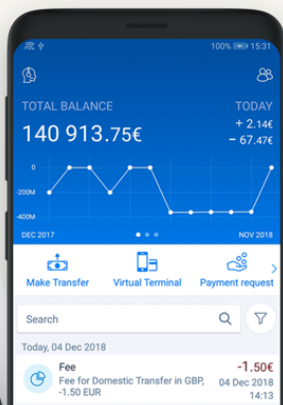 100% 15:31
TOTAL BALANCE TODAY
140 913.75€ + 2.14€
− 67.47€
0
-200M
-400M
DEC 2017 NOV 2018
Make Transfer Virtual Terminal Payment request
Search
Today, 04 Dec 2018
Fee -1.50€
Fee for Domestic Transfer in GBP, 04 Dec 2018
-1.50 EUR 14:13